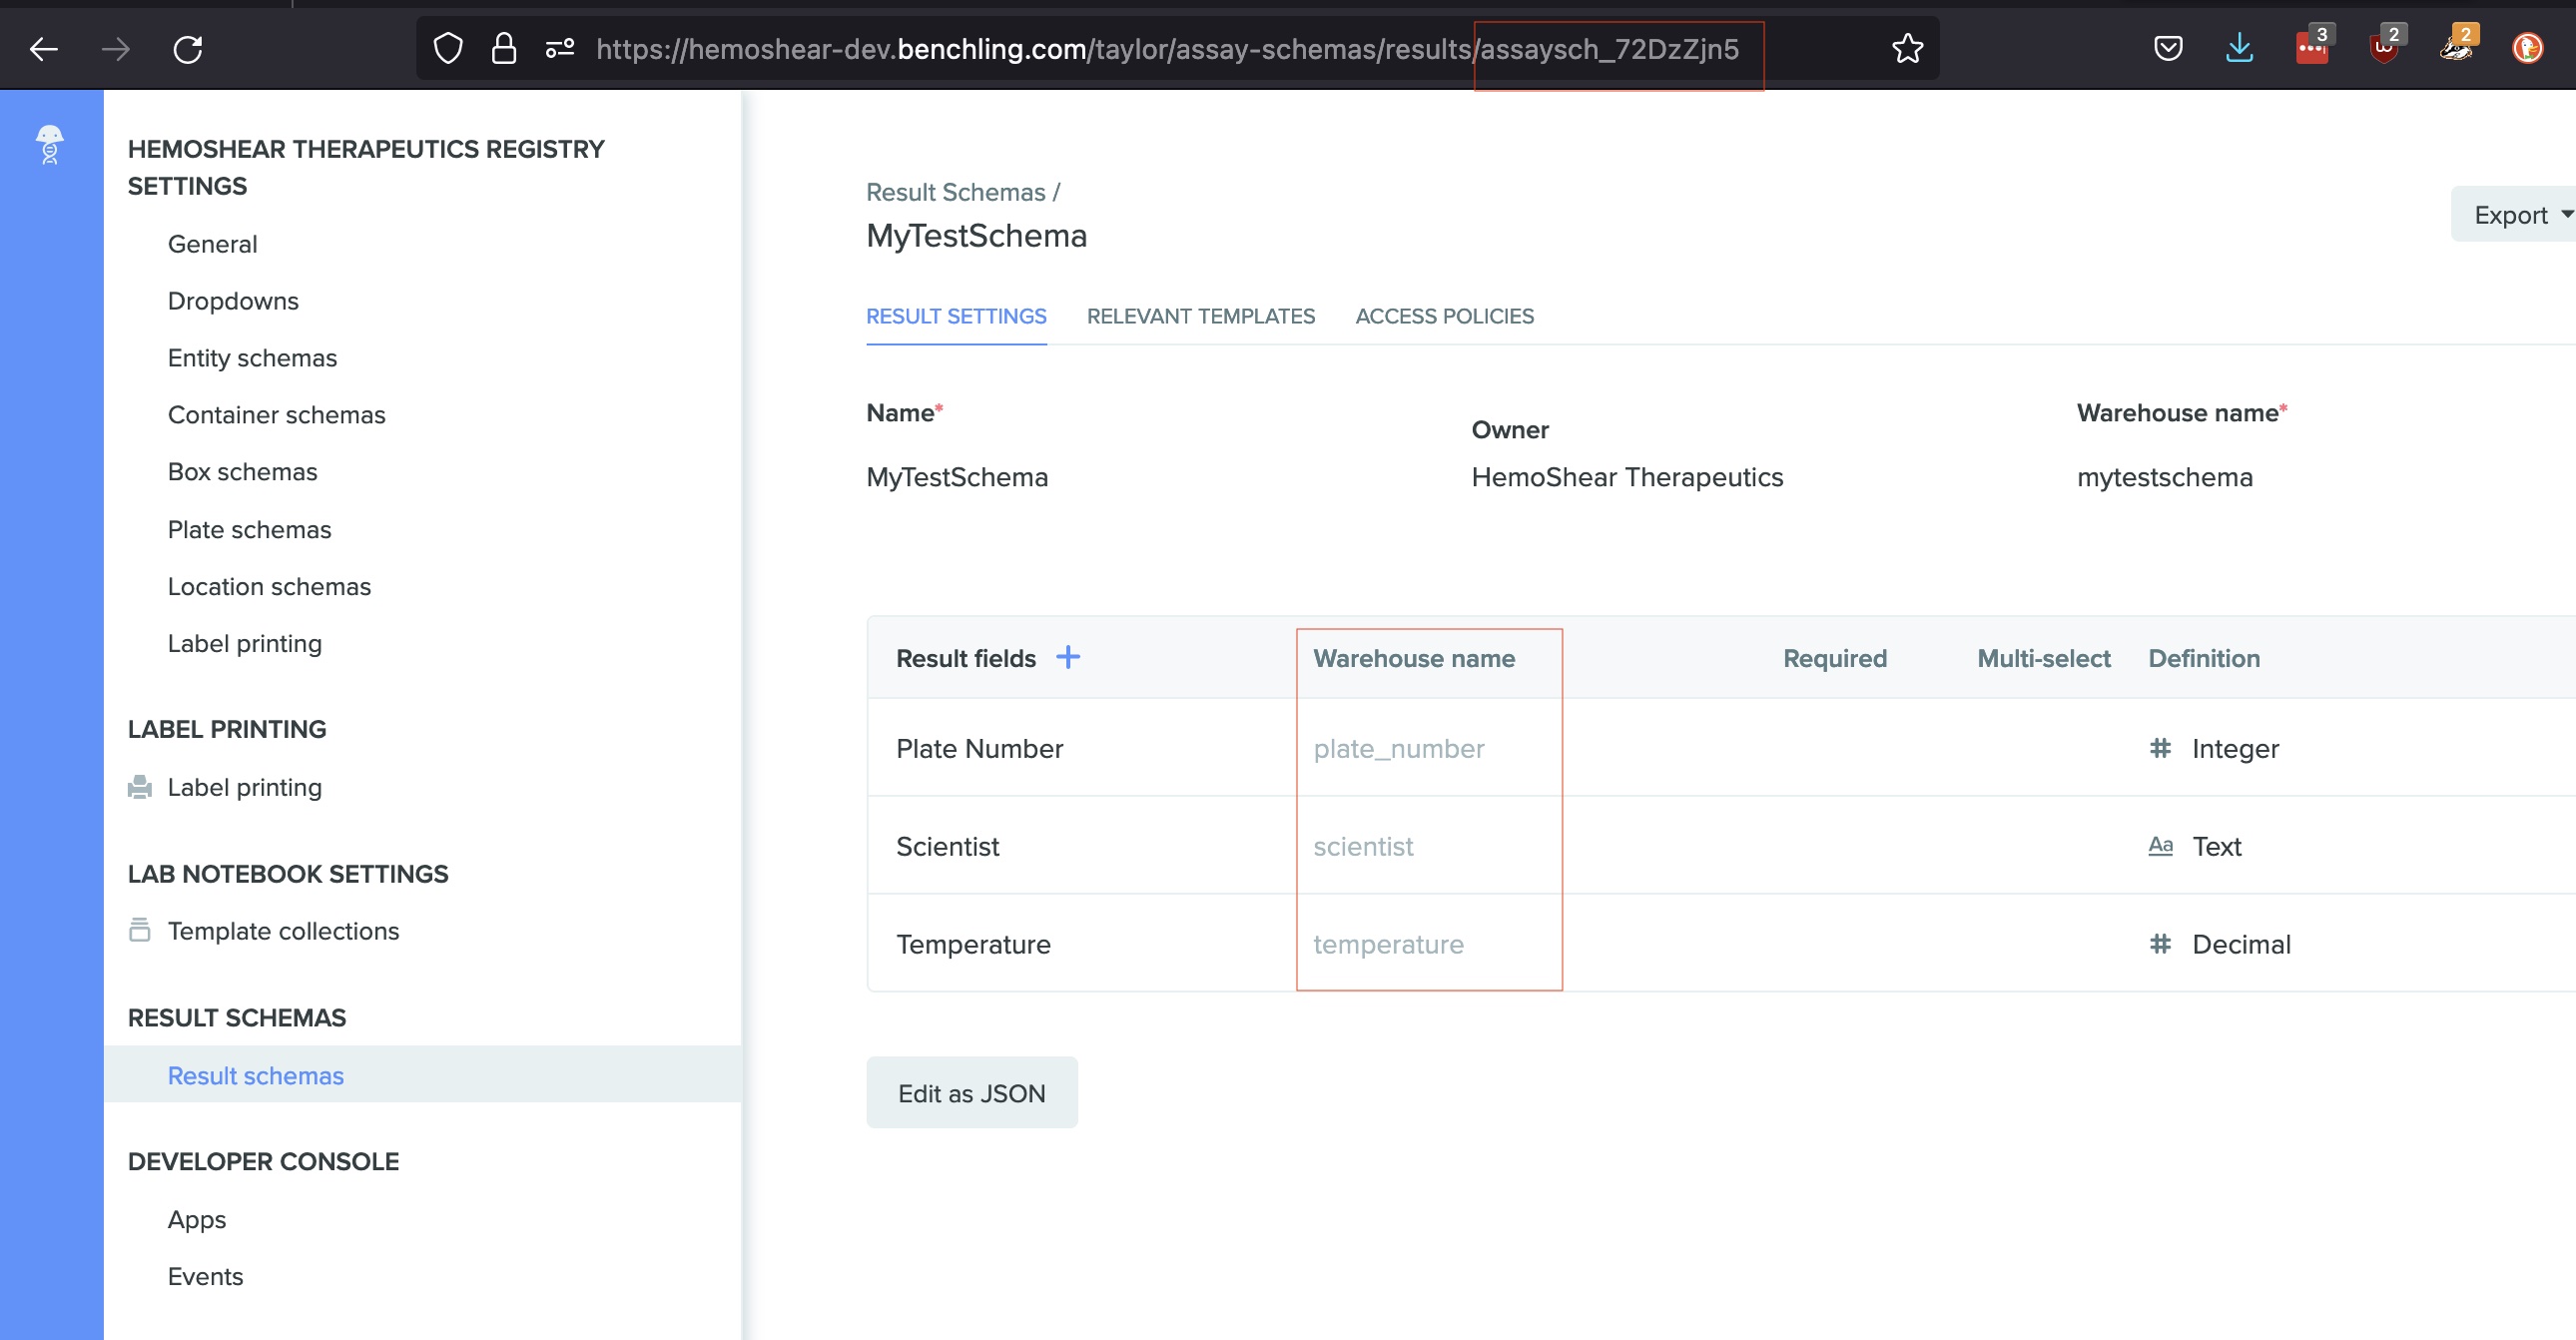 https://hemoshear-dev.benchling.com/taylor/assay-schemas/results/assaysch_72DzZjn5
3
2
2
HEMOSHEAR THERAPEUTICS REGISTRY
SETTINGS
General
Dropdowns
Entity schemas
Container schemas
Box schemas
Plate schemas
Location schemas
Label printing
LABEL PRINTING
Label printing
LAB NOTEBOOK SETTINGS
Template collections
RESULT SCHEMAS
Result schemas
DEVELOPER CONSOLE
Apps
Events
Result Schemas /
MyTestSchema
Export
RESULT SETTINGS RELEVANT TEMPLATES ACCESS POLICIES
Name* Owner Warehouse name*
MyTestSchema HemoShear Therapeutics mytestschema
Result fields + Warehouse name Required Multi-select Definition
Plate Number plate_number # Integer
Scientist scientist Aa Text
Temperature temperature # Decimal
Edit as JSON